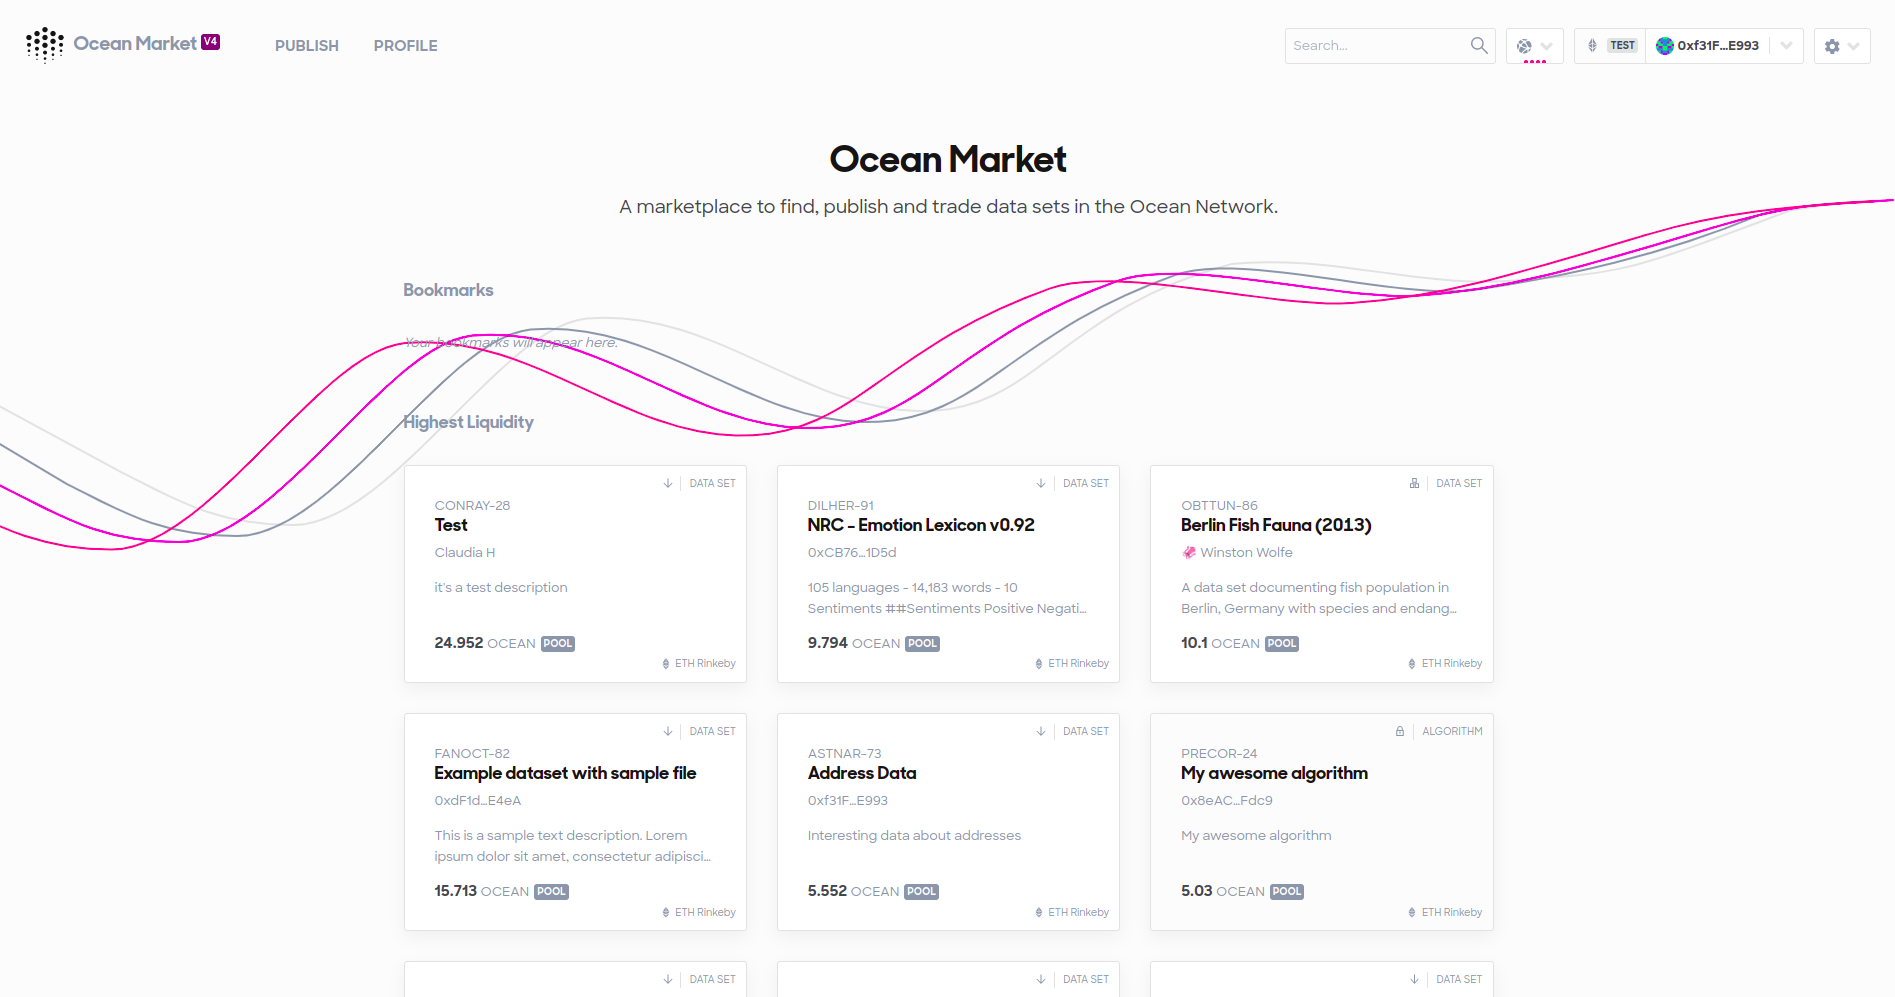 Ocean Market V4
PUBLISH
PROFILE
Search...
TEST
0xf31F…E993
Ocean Market
A marketplace to find, publish and trade data sets in the Ocean Network.
Bookmarks
Your bookmarks will appear here.
Highest Liquidity
DATA SET
CONRAY-28
Test
Claudia H
it's a test description
24.952 OCEAN POOL
ETH Rinkeby
DATA SET
DILHER-91
NRC - Emotion Lexicon v0.92
0xCB76…1D5d
105 languages - 14,183 words - 10
Sentiments ##Sentiments Positive Negati…
9.794 OCEAN POOL
ETH Rinkeby
DATA SET
OBTTUN-86
Berlin Fish Fauna (2013)
Winston Wolfe
A data set documenting fish population in
Berlin, Germany with species and endang…
10.1 OCEAN POOL
ETH Rinkeby
DATA SET
FANOCT-82
Example dataset with sample file
0xdF1d…E4eA
This is a sample text description. Lorem
ipsum dolor sit amet, consectetur adipisci…
15.713 OCEAN POOL
ETH Rinkeby
DATA SET
ASTNAR-73
Address Data
0xf31F…E993
Interesting data about addresses
5.552 OCEAN POOL
ETH Rinkeby
ALGORITHM
PRECOR-24
My awesome algorithm
0x8eAC…Fdc9
My awesome algorithm
5.03 OCEAN POOL
ETH Rinkeby
DATA SET
DATA SET
DATA SET